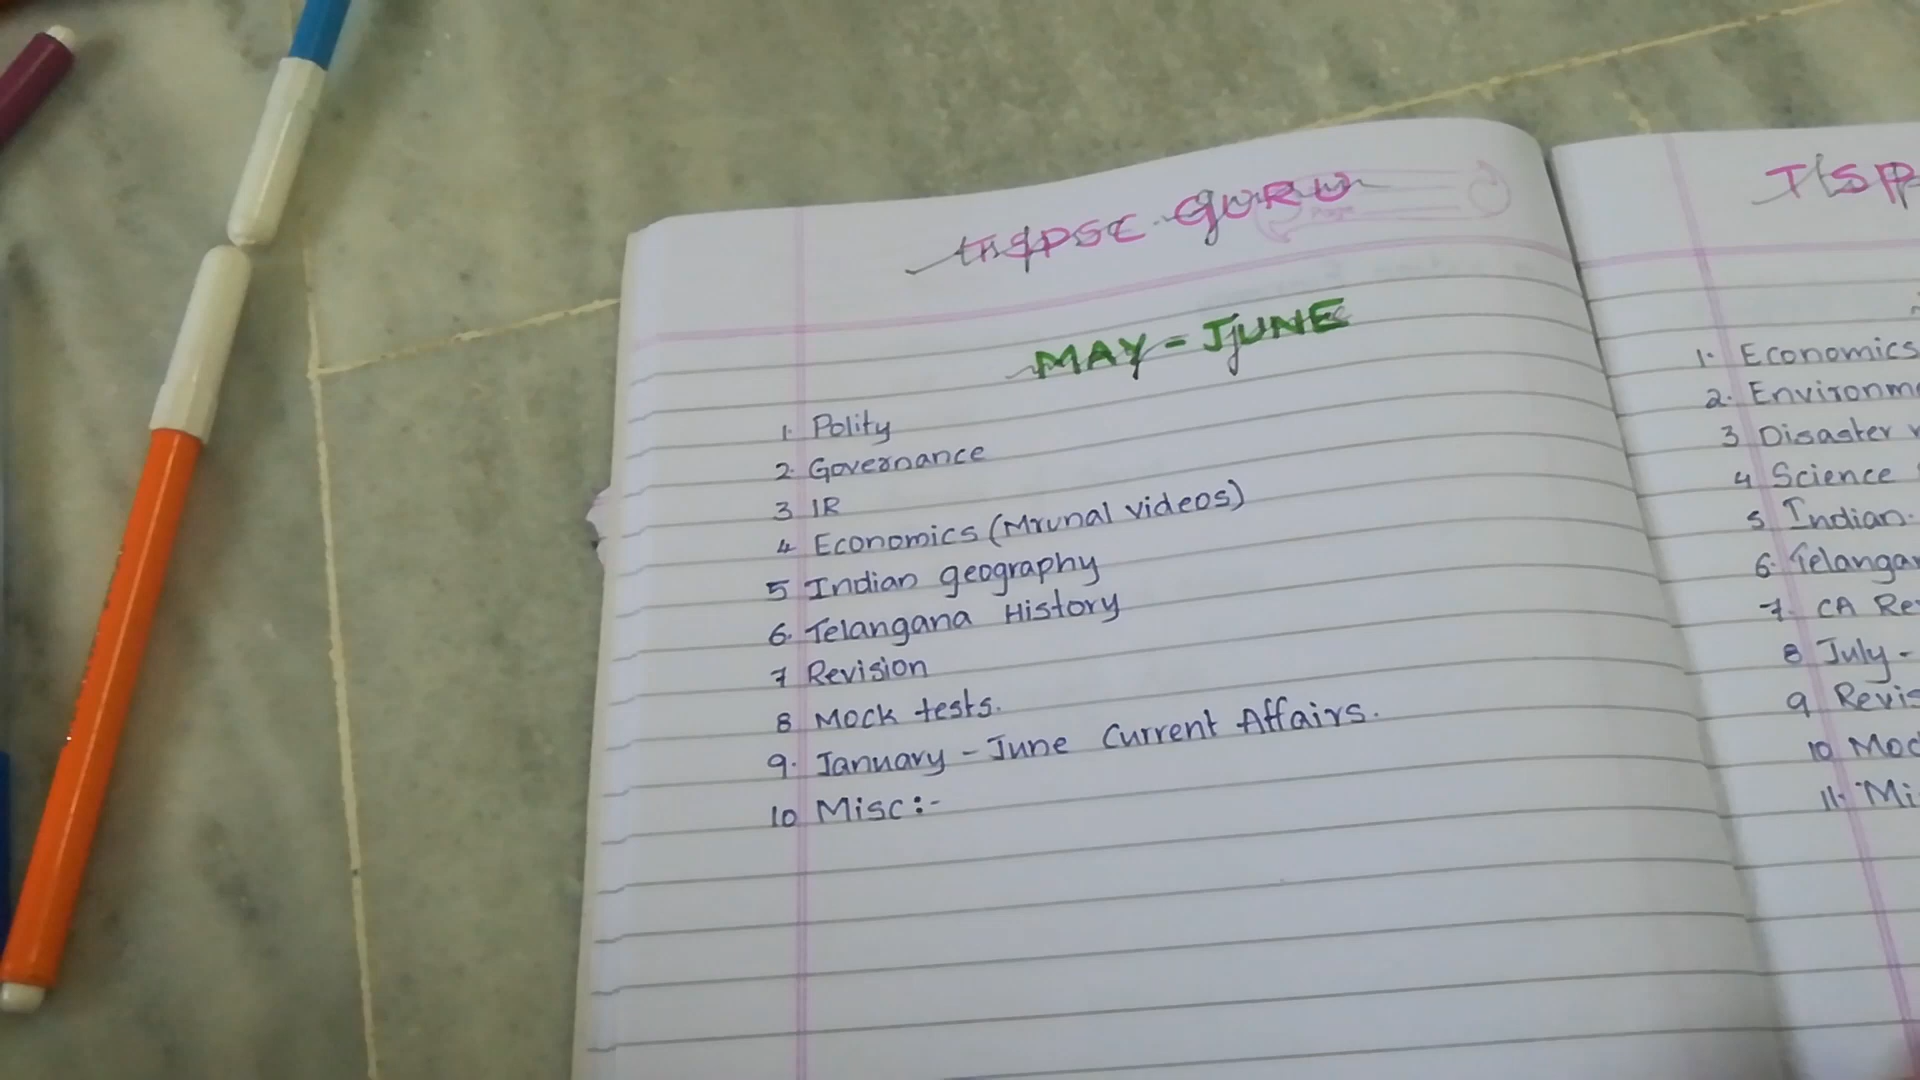 TSPSC GURU
MAY - JUNE
1. Polity
2. Governance
3 IR
4 Economics (Mrunal videos)
5 Indian geography
6. Telangana History
7 Revision
8 Mock tests.
9. January - June Current Affairs.
10 Misc:-
TSP
1. Economics
2. Environm
3 Disaster
4 Science
5 Indian
6. Telanga
7. CA Re
8 July -
9 Revis
10 Moc
11. Mi